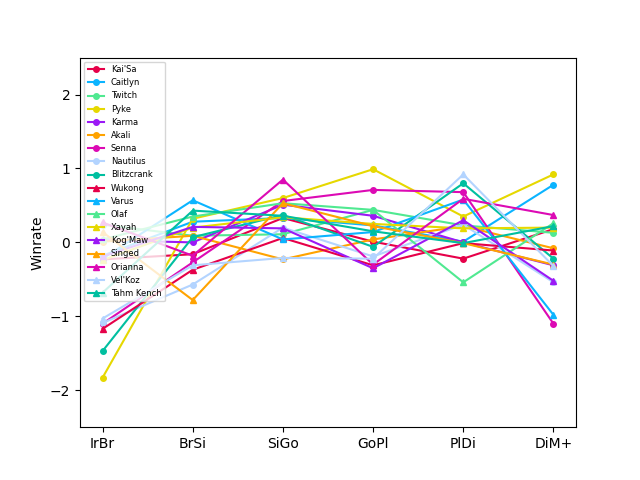 Winrate
2
1
0
−1
−2
Kai'Sa
Caitlyn
Twitch
Pyke
Karma
Akali
Senna
Nautilus
Blitzcrank
Wukong
Varus
Olaf
Xayah
Kog'Maw
Singed
Orianna
Vel'Koz
Tahm Kench
IrBr BrSi SiGo GoPl PlDi DiM+